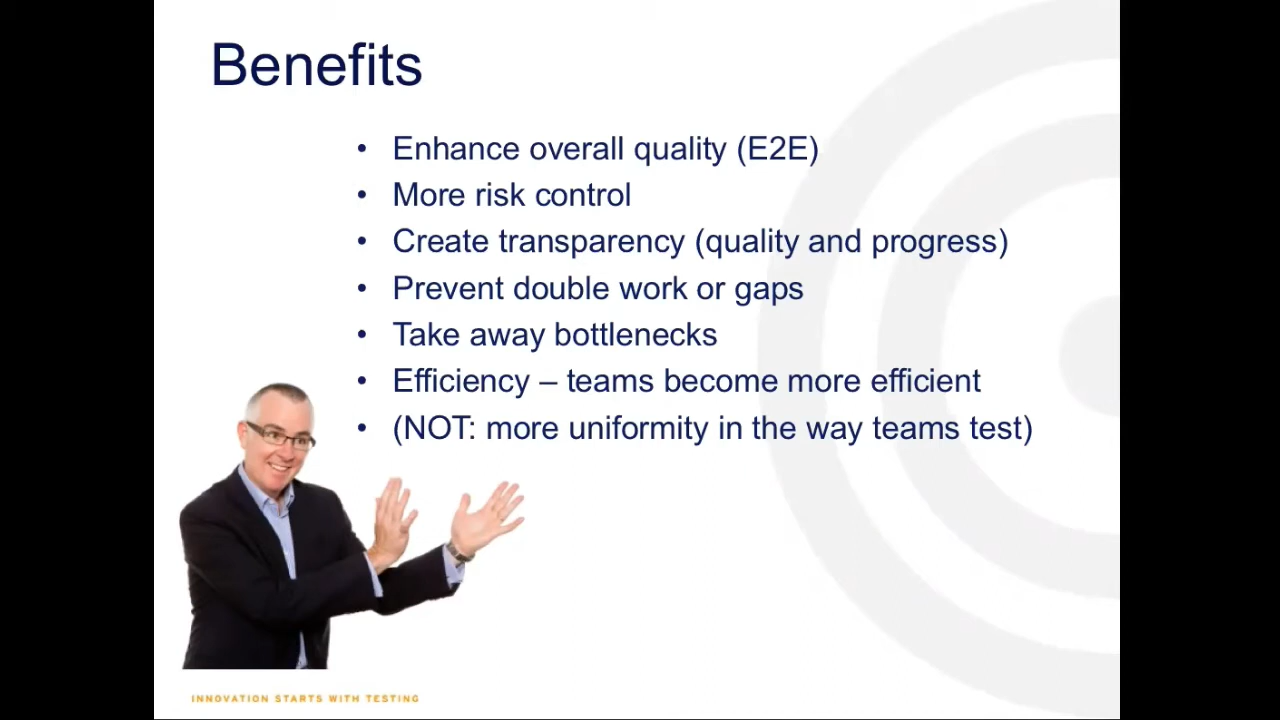 Benefits
• Enhance overall quality (E2E)
• More risk control
• Create transparency (quality and progress)
• Prevent double work or gaps
• Take away bottlenecks
• Efficiency – teams become more efficient
• (NOT: more uniformity in the way teams test)
INNOVATION STARTS WITH TESTING